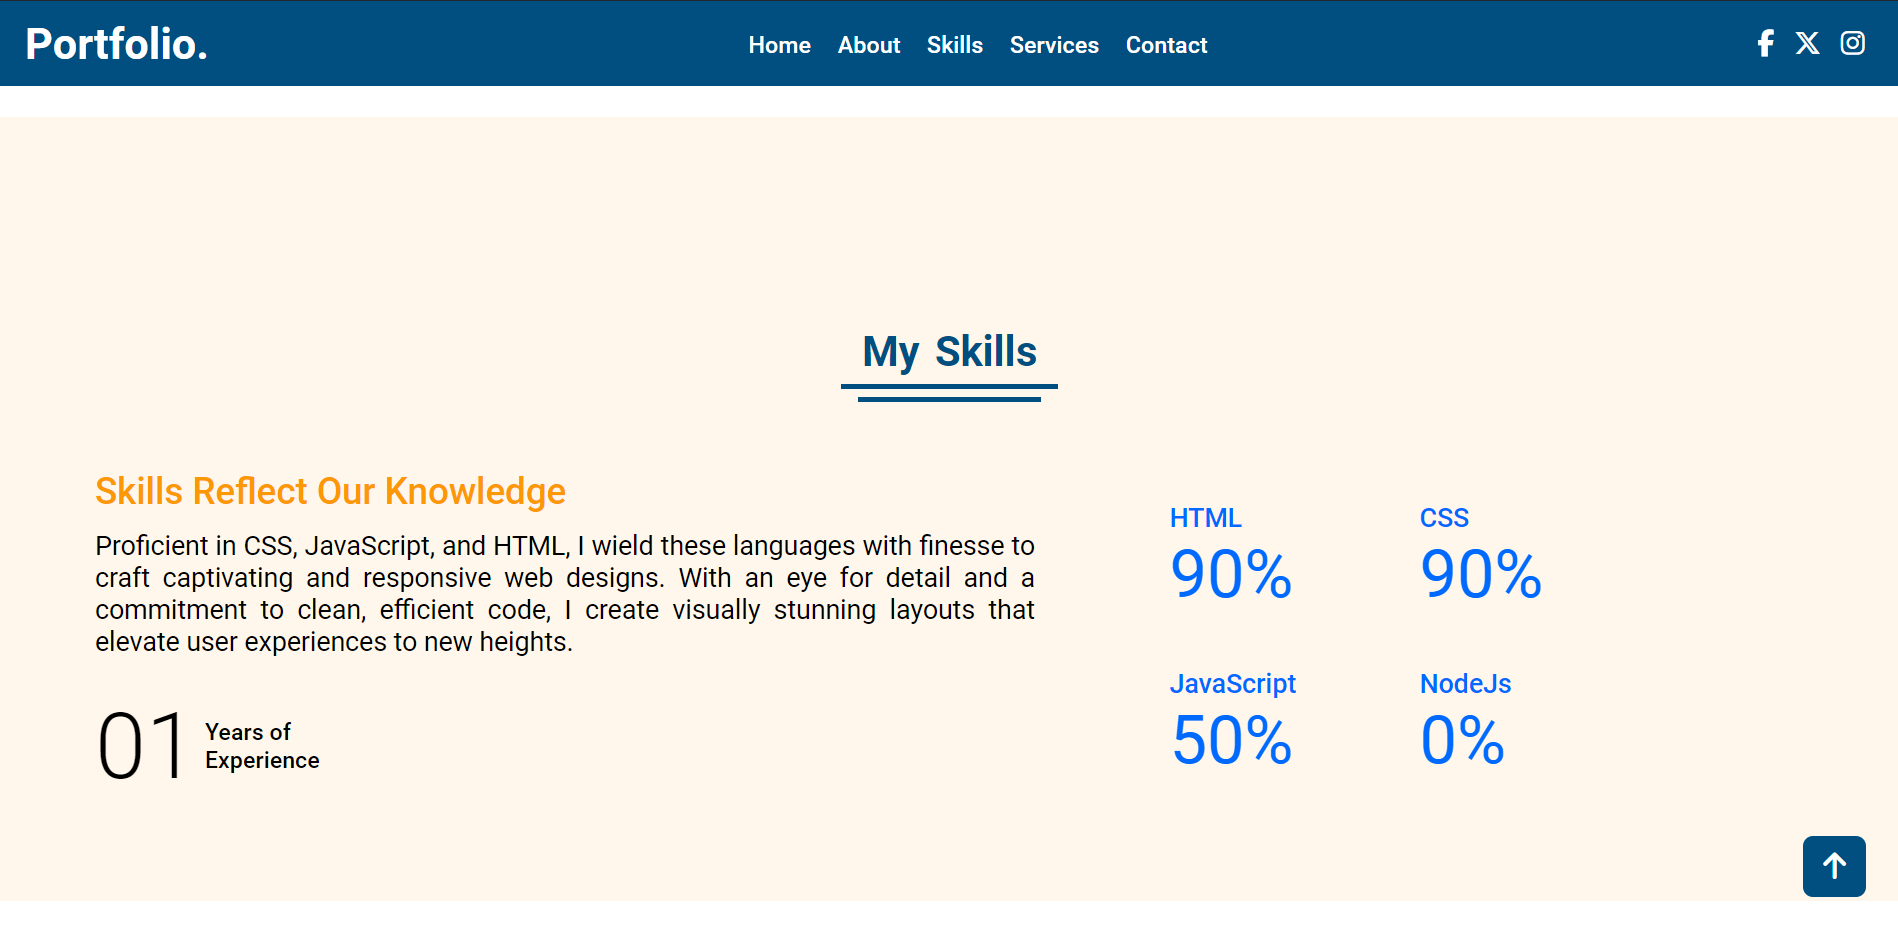 Portfolio.
Home About Skills Services Contact
My Skills
Skills Reflect Our Knowledge
Proficient in CSS, JavaScript, and HTML, I wield these languages with finesse to
craft captivating and responsive web designs. With an eye for detail and a
commitment to clean, efficient code, I create visually stunning layouts that
elevate user experiences to new heights.
01
Years of
Experience
HTML
90%
CSS
90%
JavaScript
50%
NodeJs
0%